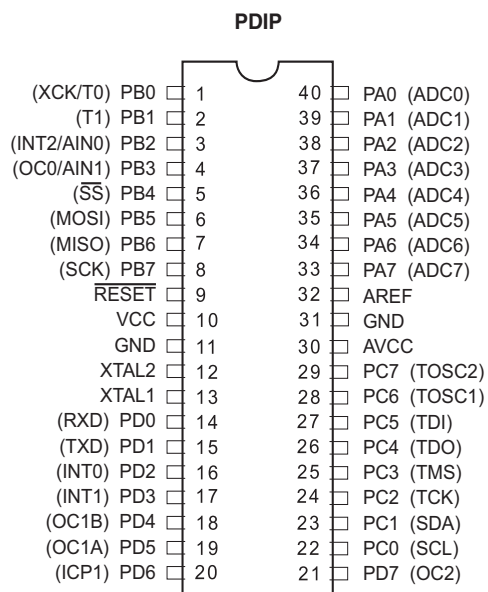 PDIP
(XCK/T0) PB0 1 40 PA0 (ADC0)
(T1) PB1 2 39 PA1 (ADC1)
(INT2/AIN0) PB2 3 38 PA2 (ADC2)
(OC0/AIN1) PB3 4 37 PA3 (ADC3)
(S̅S̅) PB4 5 36 PA4 (ADC4)
(MOSI) PB5 6 35 PA5 (ADC5)
(MISO) PB6 7 34 PA6 (ADC6)
(SCK) PB7 8 33 PA7 (ADC7)
R̅E̅S̅E̅T̅ 9 32 AREF
VCC 10 31 GND
GND 11 30 AVCC
XTAL2 12 29 PC7 (TOSC2)
XTAL1 13 28 PC6 (TOSC1)
(RXD) PD0 14 27 PC5 (TDI)
(TXD) PD1 15 26 PC4 (TDO)
(INT0) PD2 16 25 PC3 (TMS)
(INT1) PD3 17 24 PC2 (TCK)
(OC1B) PD4 18 23 PC1 (SDA)
(OC1A) PD5 19 22 PC0 (SCL)
(ICP1) PD6 20 21 PD7 (OC2)